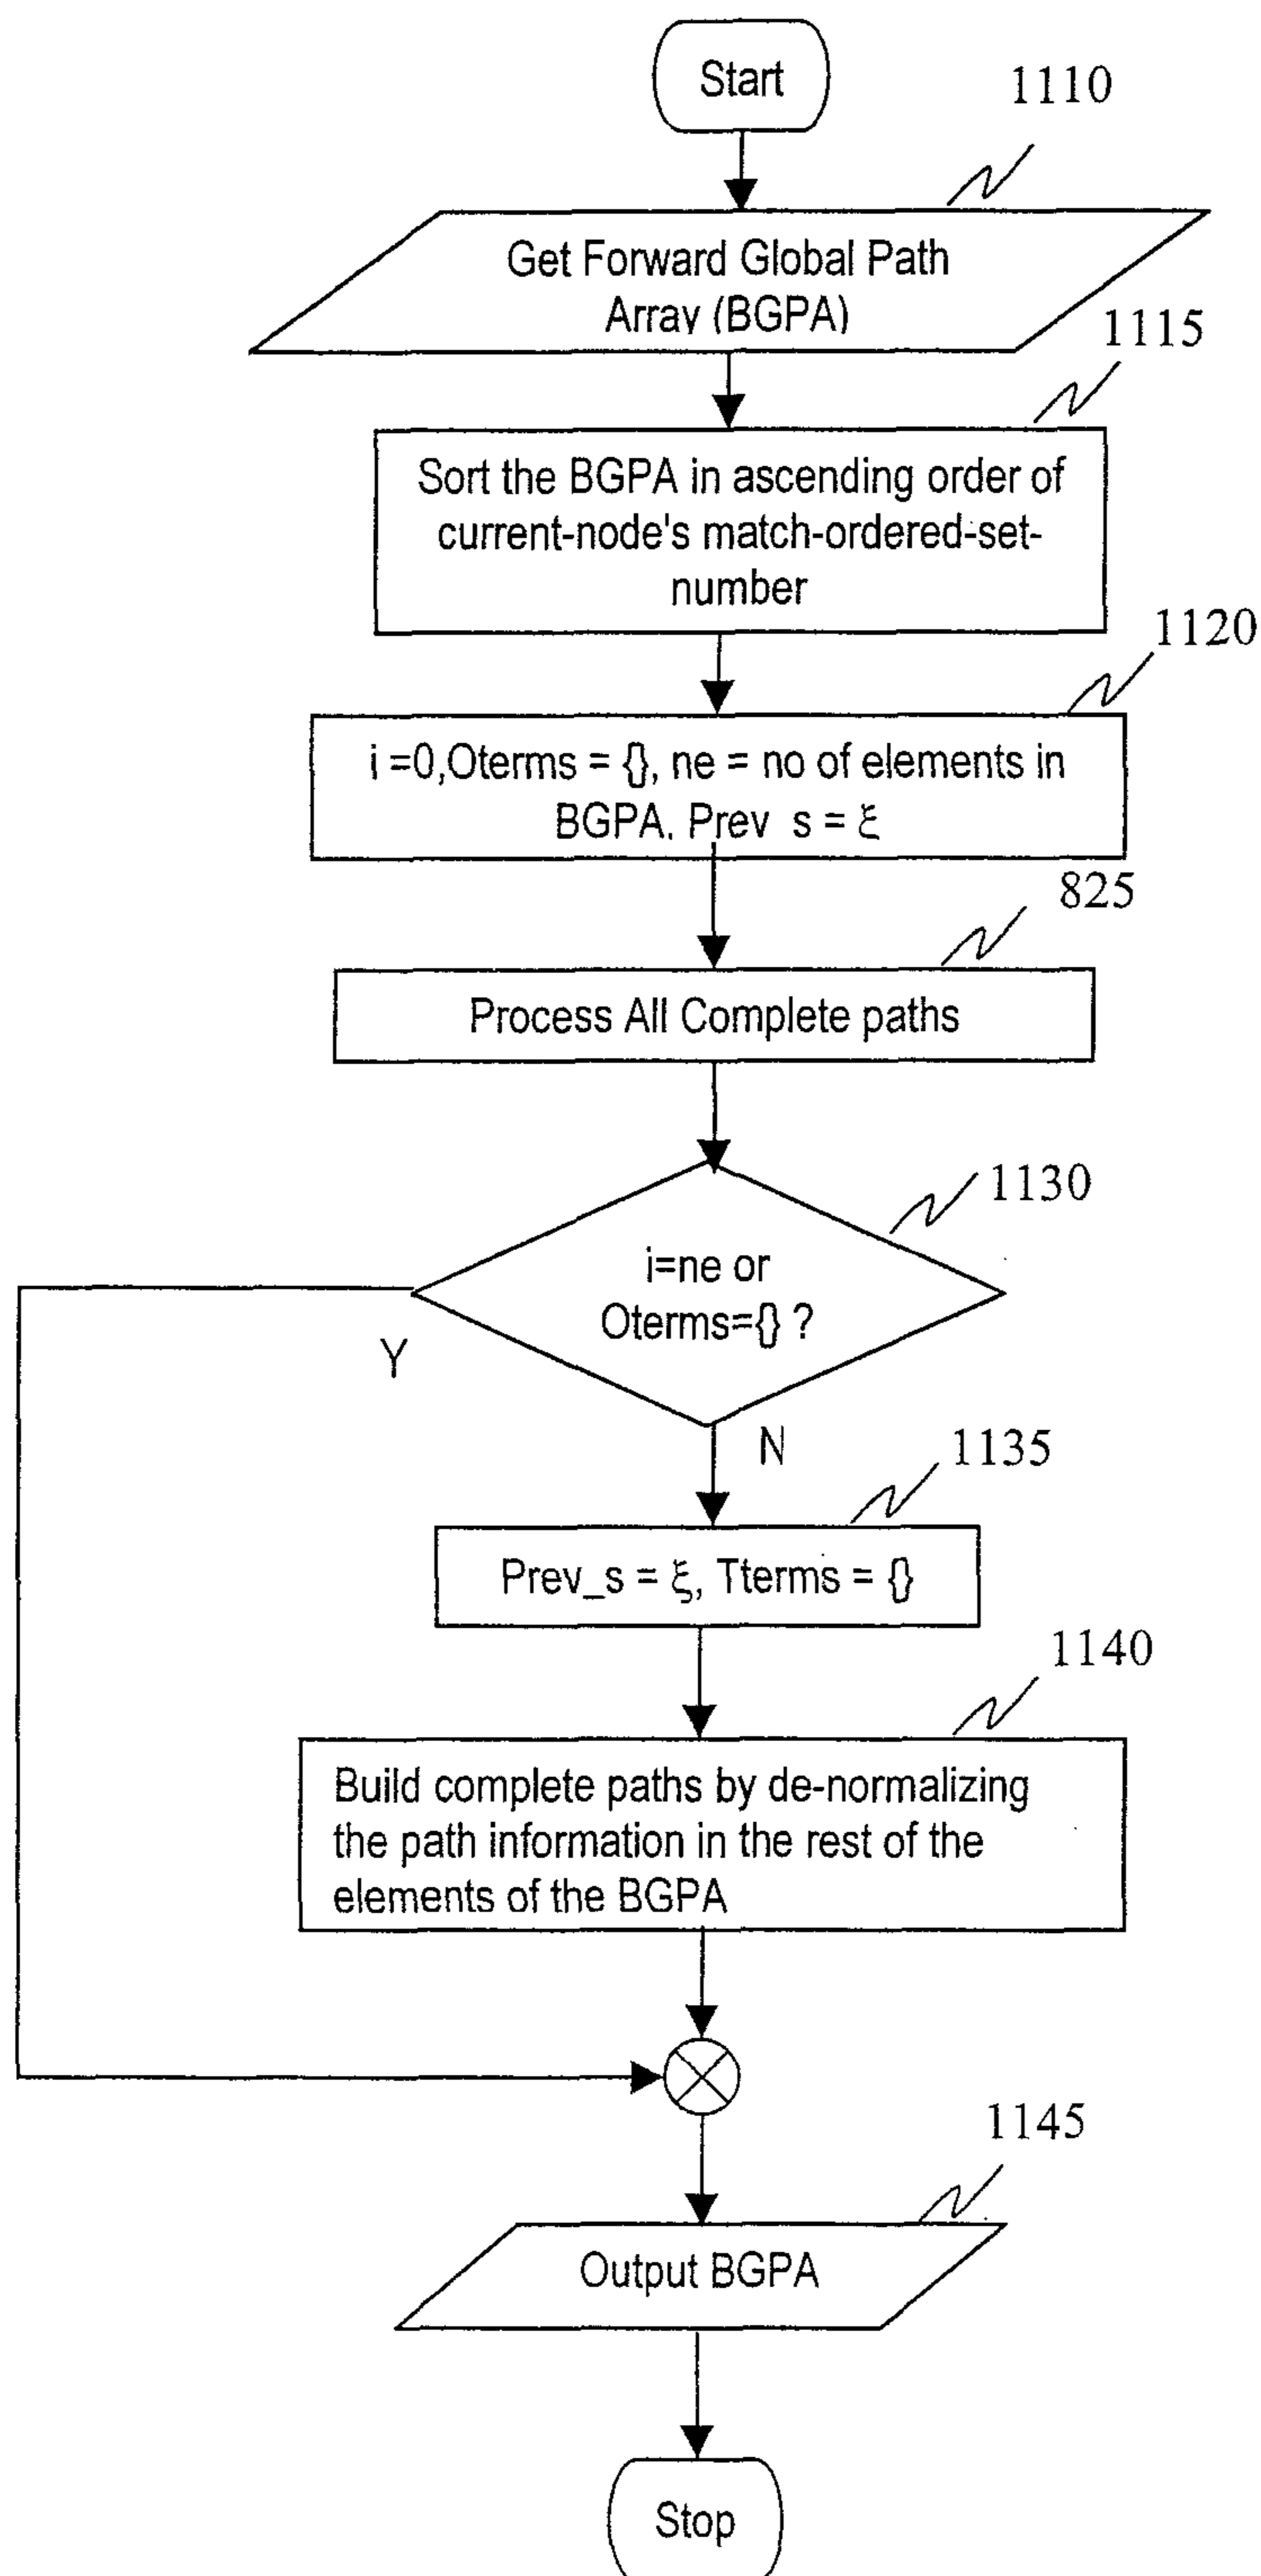 Start
1110
Get Forward Global Path
Array (BGPA)
1115
Sort the BGPA in ascending order of
current-node's match-ordered-set-
number
1120
i =0,Oterms = {}, ne = no of elements in
BGPA, Prev_s = ξ
825
Process All Complete paths
1130
i=ne or
Oterms={} ?
Y
N
1135
Prev_s = ξ, Tterms = {}
1140
Build complete paths by de-normalizing
the path information in the rest of the
elements of the BGPA
1145
Output BGPA
Stop